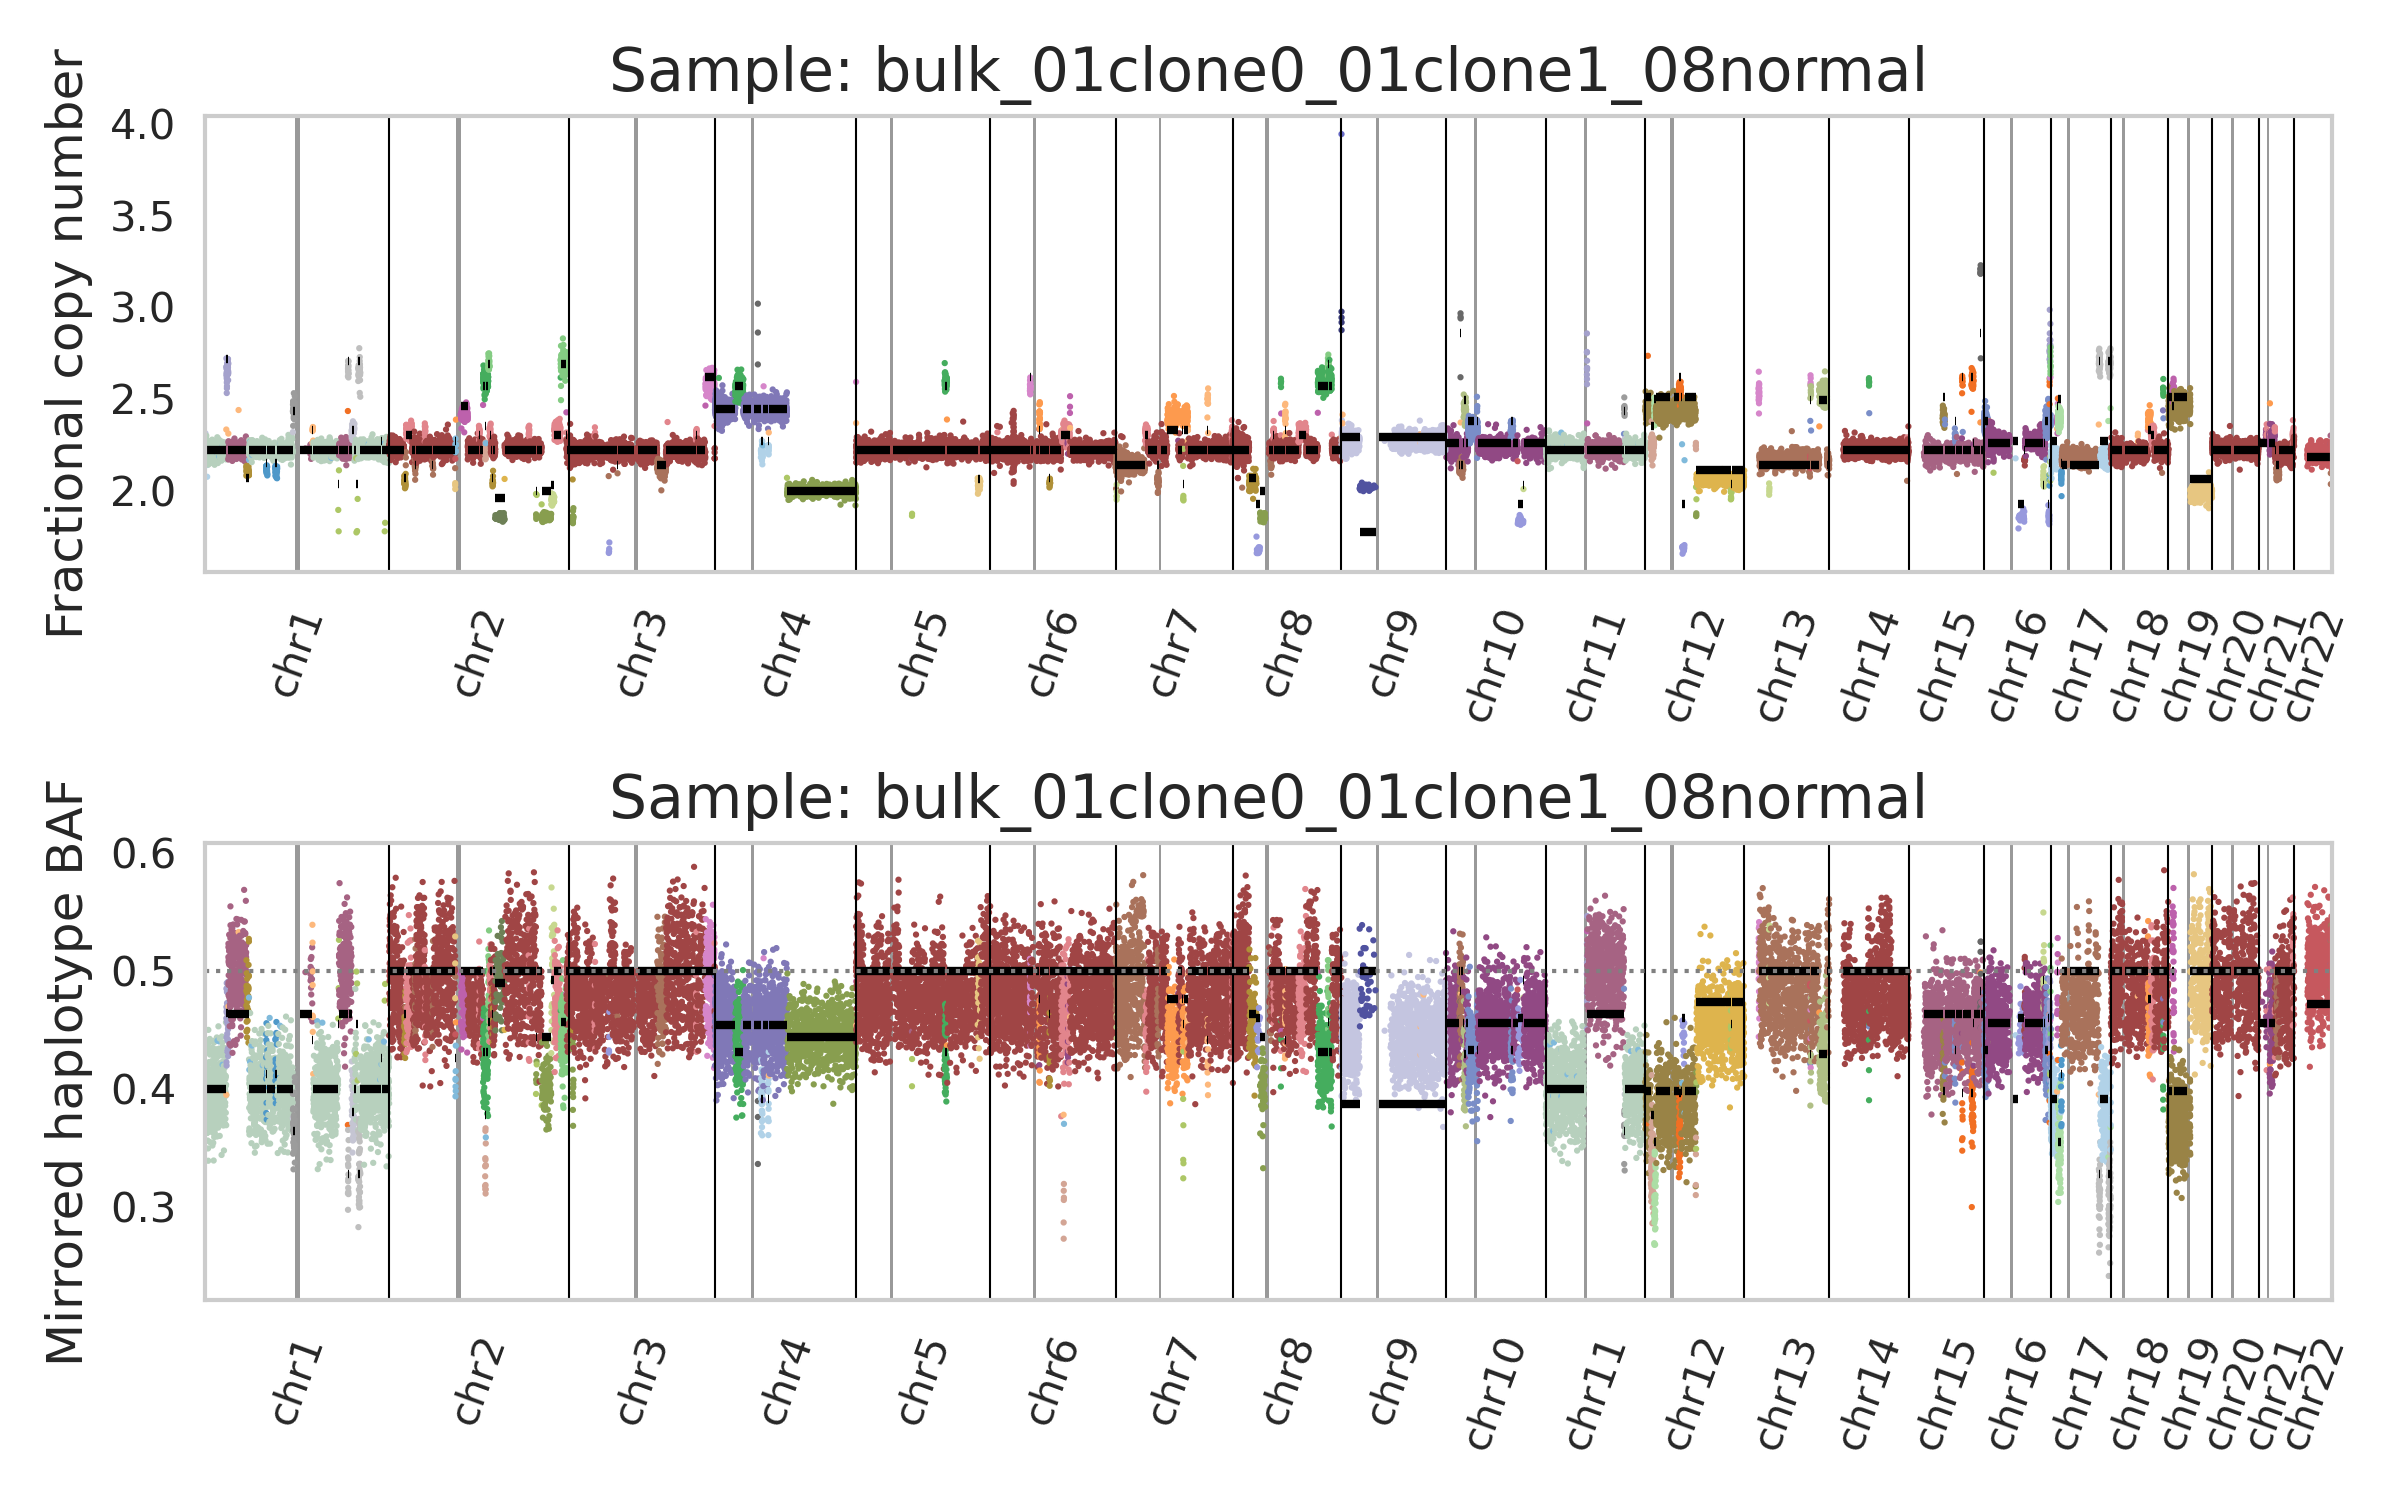 Sample: bulk_01clone0_01clone1_08normal
Fractional copy number
4.0
3.5
3.0
2.5
2.0
chr1
chr2
chr3
chr4
chr5
chr6
chr7
chr8
chr9
chr10
chr11
chr12
chr13
chr14
chr15
chr16
chr17
chr18
chr19
chr20
chr21
chr22
Sample: bulk_01clone0_01clone1_08normal
Mirrored haplotype BAF
0.6
0.5
0.4
0.3
chr1
chr2
chr3
chr4
chr5
chr6
chr7
chr8
chr9
chr10
chr11
chr12
chr13
chr14
chr15
chr16
chr17
chr18
chr19
chr20
chr21
chr22